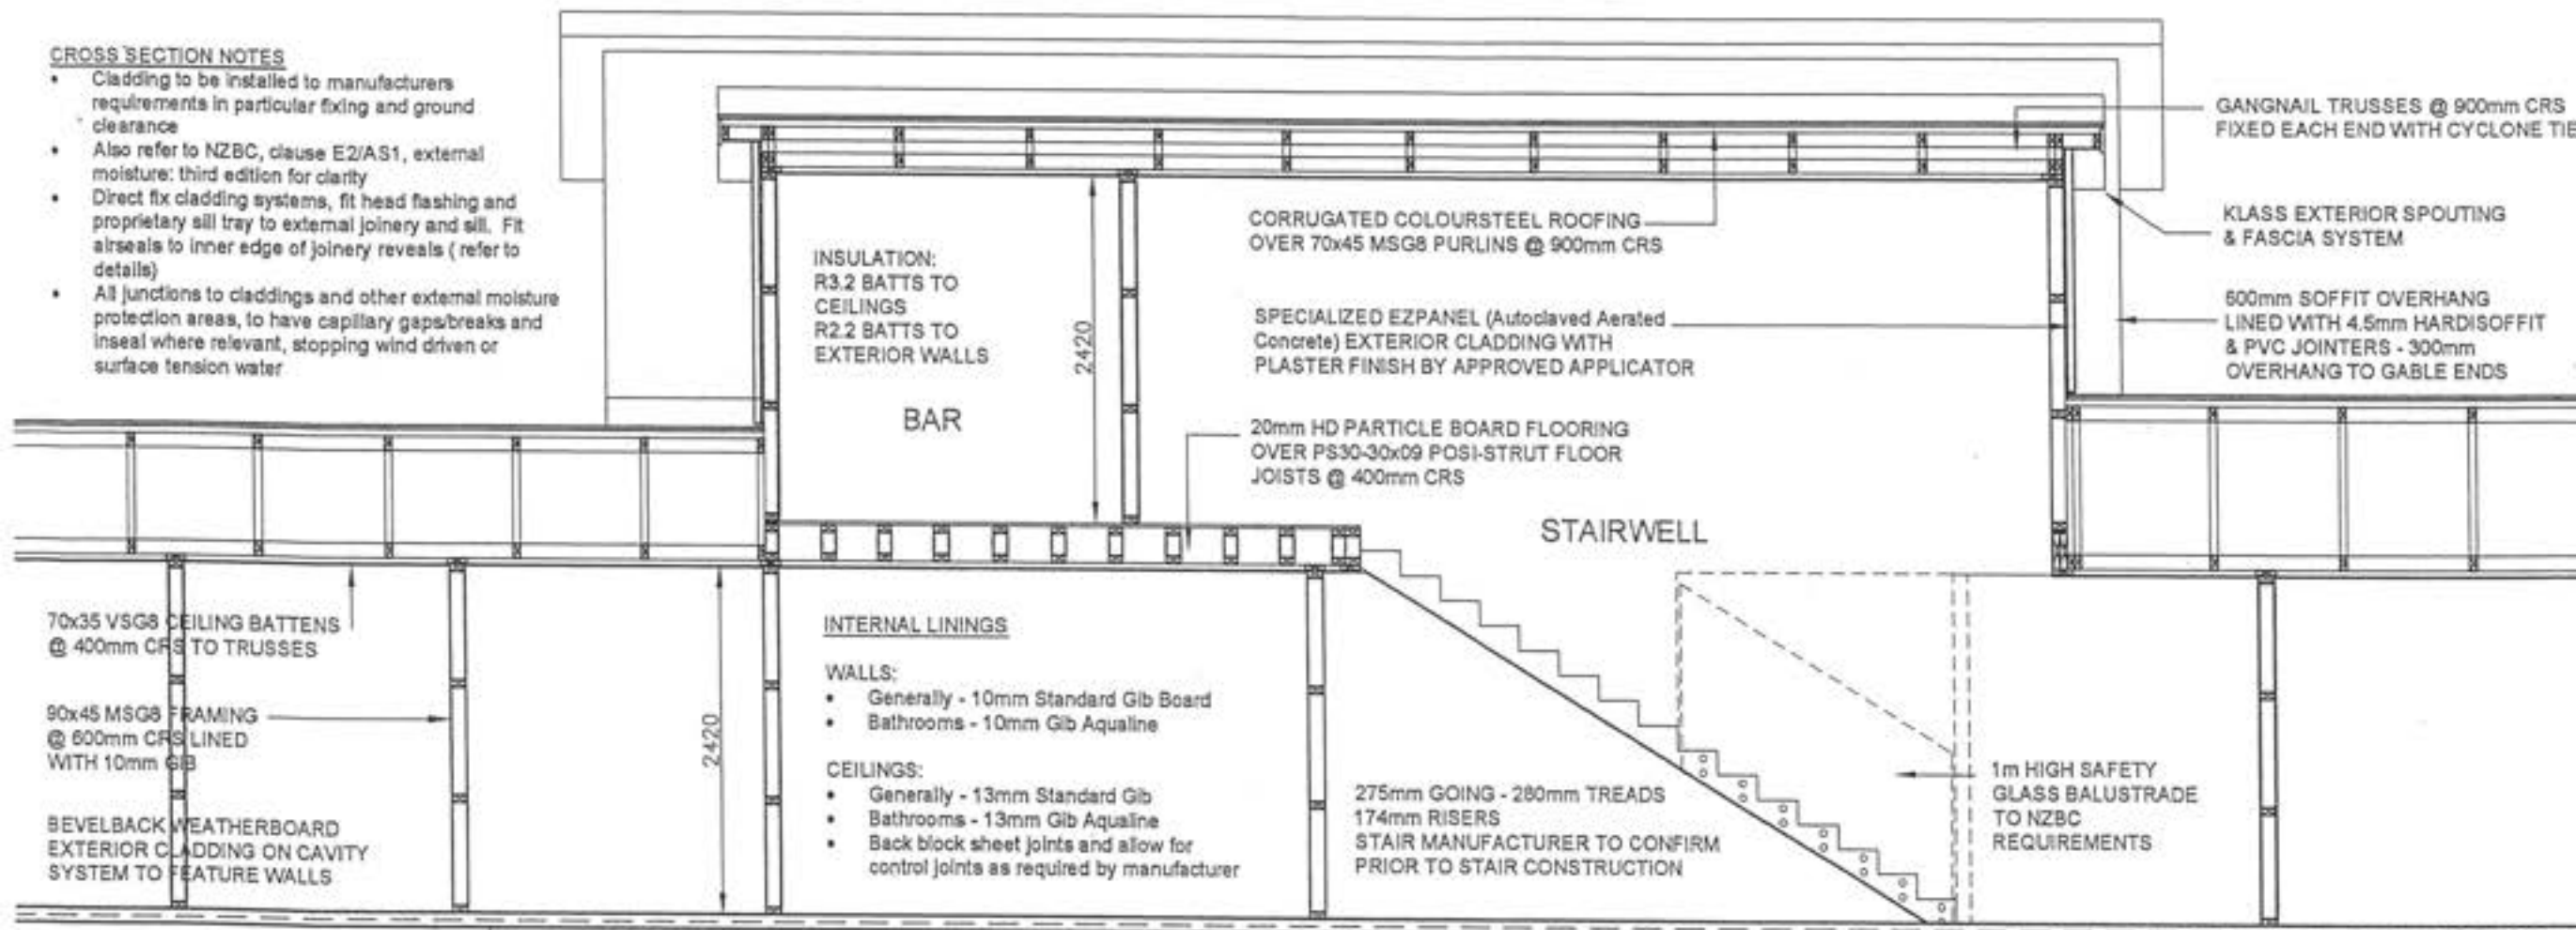 CROSS SECTION NOTES
• Cladding to be installed to manufacturers
requirements in particular fixing and ground
clearance
• Also refer to NZBC, clause E2/AS1, external
moisture: third edition for clarity
• Direct fix cladding systems, fit head flashing and
proprietary sill tray to external joinery and sill. Fit
airseals to inner edge of joinery reveals ( refer to
details)
• All junctions to claddings and other external moisture
protection areas, to have capillary gaps/breaks and
inseal where relevant, stopping wind driven or
surface tension water
GANGNAIL TRUSSES @ 900mm CRS
FIXED EACH END WITH CYCLONE TIE
KLASS EXTERIOR SPOUTING
& FASCIA SYSTEM
600mm SOFFIT OVERHANG
LINED WITH 4.5mm HARDISOFFIT
& PVC JOINTERS - 300mm
OVERHANG TO GABLE ENDS
INSULATION:
R3.2 BATTS TO
CEILINGS
R2.2 BATTS TO
EXTERIOR WALLS
BAR
2420
CORRUGATED COLOURSTEEL ROOFING
OVER 70x45 MSG8 PURLINS @ 900mm CRS
SPECIALIZED EZPANEL (Autoclaved Aerated
Concrete) EXTERIOR CLADDING WITH
PLASTER FINISH BY APPROVED APPLICATOR
20mm HD PARTICLE BOARD FLOORING
OVER PS30-30x09 POSI-STRUT FLOOR
JOISTS @ 400mm CRS
STAIRWELL
70x35 VSG8 CEILING BATTENS
@ 400mm CRS TO TRUSSES
90x45 MSG8 FRAMING
@ 600mm CRS LINED
WITH 10mm GIB
BEVELBACK WEATHERBOARD
EXTERIOR CLADDING ON CAVITY
SYSTEM TO FEATURE WALLS
2420
INTERNAL LININGS
WALLS:
• Generally - 10mm Standard Gib Board
• Bathrooms - 10mm Gib Aqualine
CEILINGS:
• Generally - 13mm Standard Gib
• Bathrooms - 13mm Gib Aqualine
• Back block sheet joints and allow for
control joints as required by manufacturer
275mm GOING - 280mm TREADS
174mm RISERS
STAIR MANUFACTURER TO CONFIRM
PRIOR TO STAIR CONSTRUCTION
1m HIGH SAFETY
GLASS BALUSTRADE
TO NZBC
REQUIREMENTS